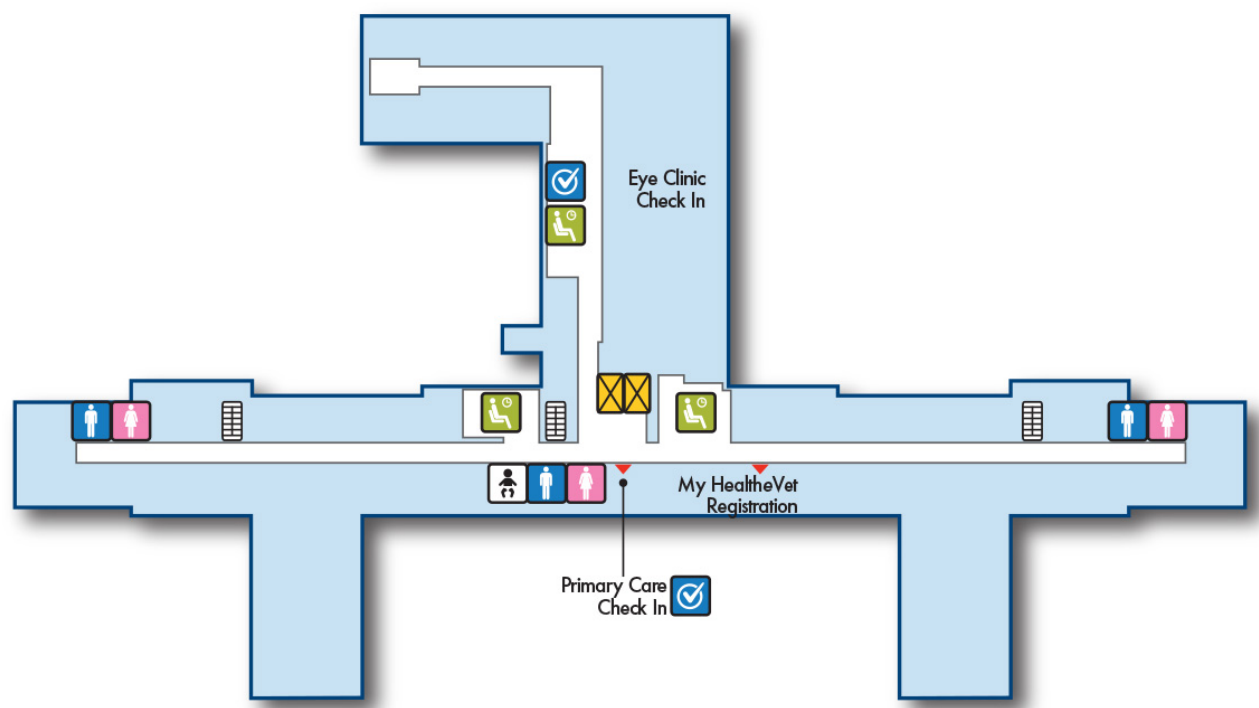 Eye Clinic
Check In
My HealtheVet
Registration
Primary Care
Check In